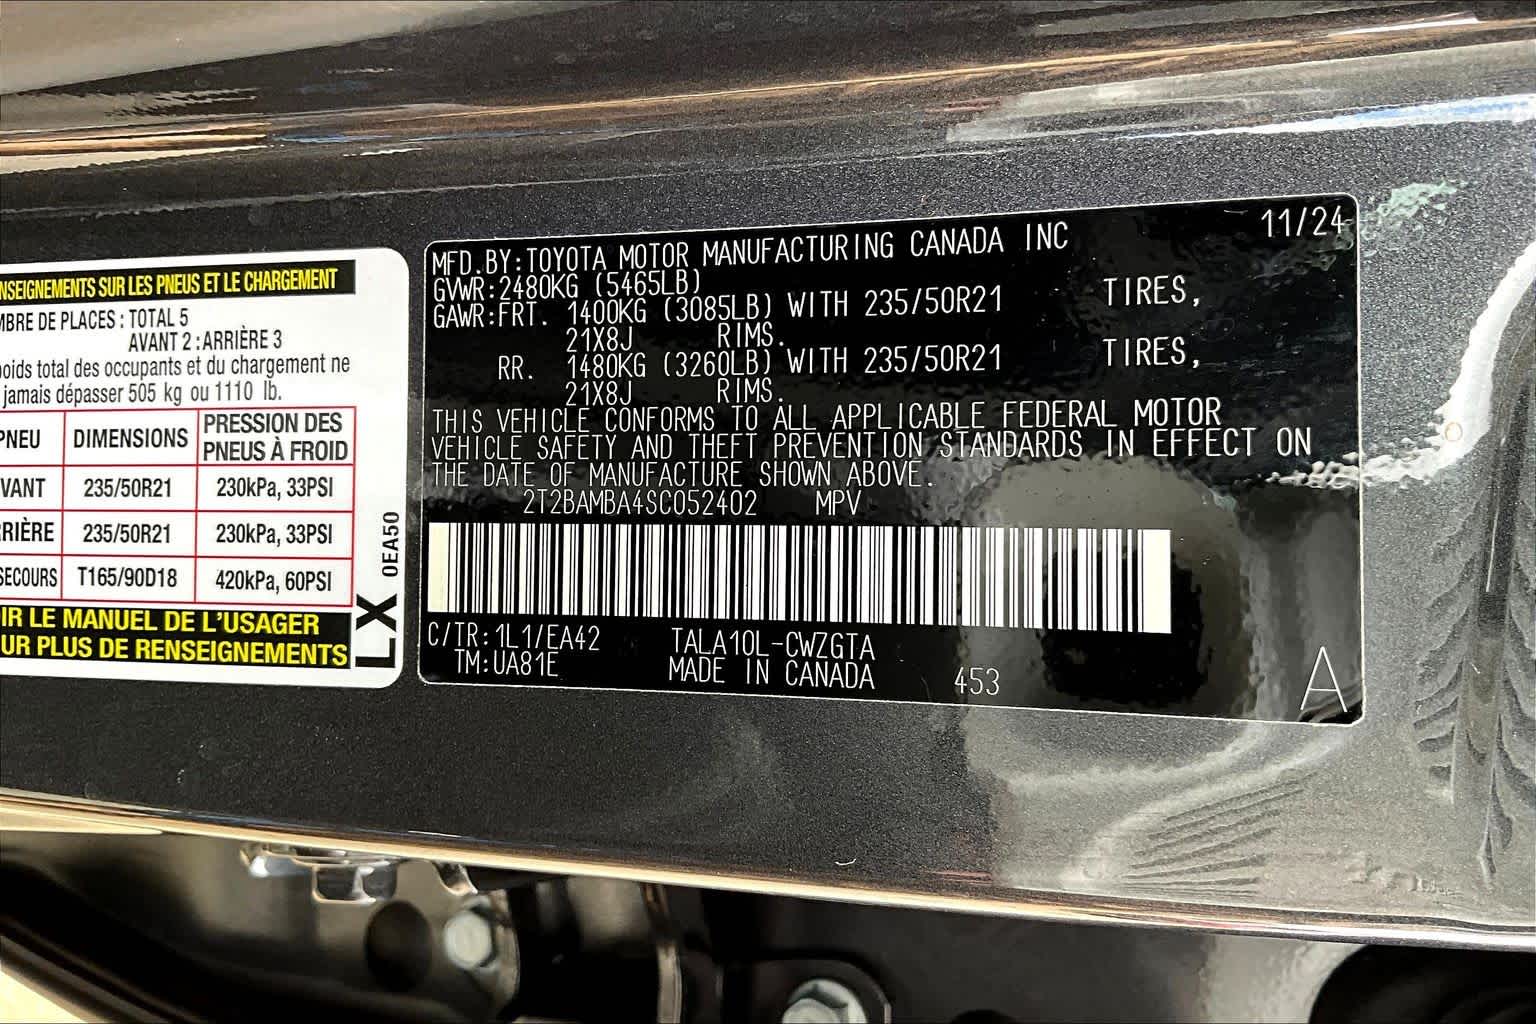 NSEIGNEMENTS SUR LES PNEUS ET LE CHARGEMENT
MBRE DE PLACES : TOTAL 5
AVANT 2 : ARRIÈRE 3
poids total des occupants et du chargement ne
jamais dépasser 505 kg ou 1110 lb.
PNEU DIMENSIONS PRESSION DES PNEUS À FROID
VANT 235/50R21 230kPa, 33PSI
RRIÈRE 235/50R21 230kPa, 33PSI
SECOURS T165/90D18 420kPa, 60PSI
IR LE MANUEL DE L'USAGER
UR PLUS DE RENSEIGNEMENTS
LX 0EA50
11/24
MFD.BY:TOYOTA MOTOR MANUFACTURING CANADA INC
GVWR:2480KG (5465LB)
GAWR:FRT. 1400KG (3085LB) WITH 235/50R21 TIRES,
21X8J RIMS.
RR. 1480KG (3260LB) WITH 235/50R21 TIRES,
21X8J RIMS.
THIS VEHICLE CONFORMS TO ALL APPLICABLE FEDERAL MOTOR
VEHICLE SAFETY AND THEFT PREVENTION STANDARDS IN EFFECT ON
THE DATE OF MANUFACTURE SHOWN ABOVE.
2T2BAMBA4SC052402 MPV
C/TR:1L1/EA42 TALA10L-CWZGTA
TM:UA81E MADE IN CANADA 453 A